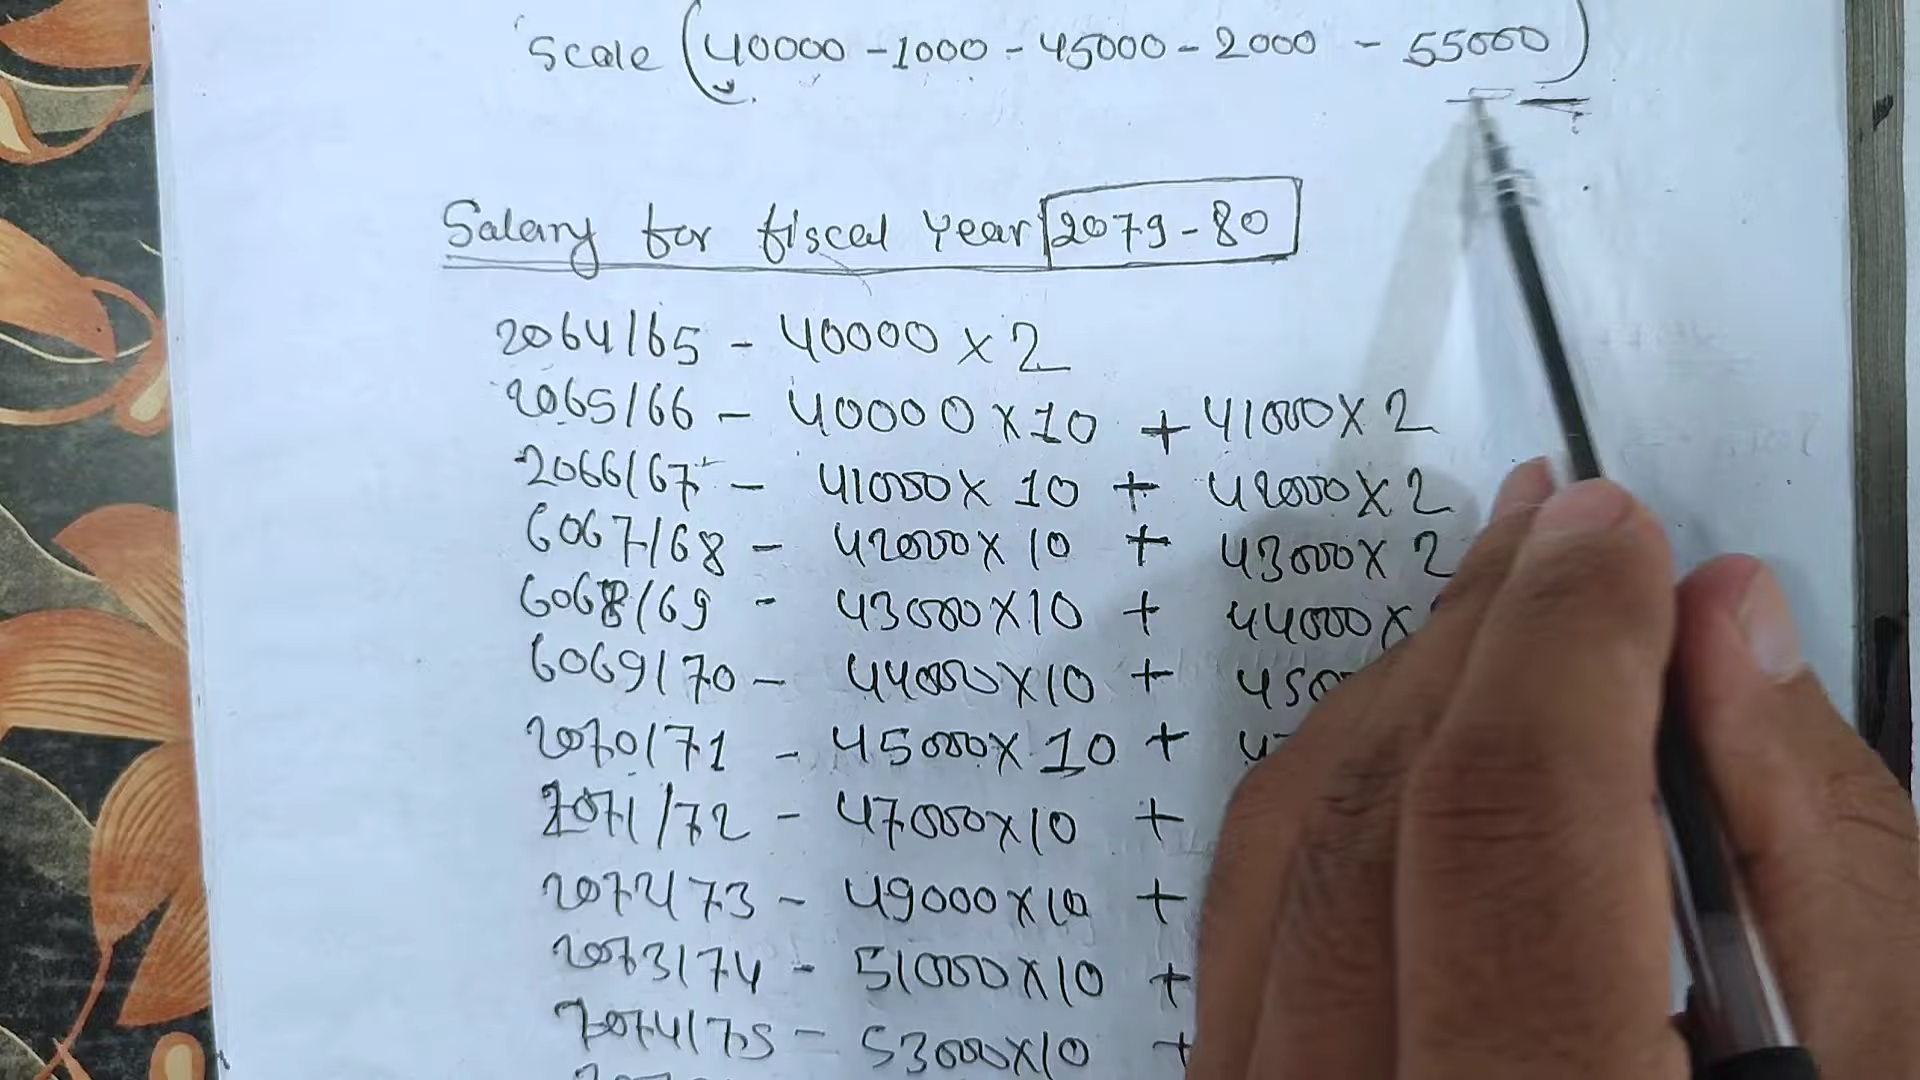 Scale (40000 - 1000 - 45000 - 2000 - 55000)
Salary for fiscal year 2079-80
2064/65 - 40000 x 2
2065/66 - 40000 x 10 + 41000 x 2
2066/67 - 41000 x 10 + 42000 x 2
6067/68 - 42000 x 10 + 43000 x 2
6068/69 - 43000 x 10 + 44000 x
6069/70 - 44000 x 10 + 450
2070/71 - 45000 x 10 + 47
2071/72 - 47000 x 10 +
2072/73 - 49000 x 10 +
2073/74 - 51000 x 10 +
2074/75 - 53000 x 10 +